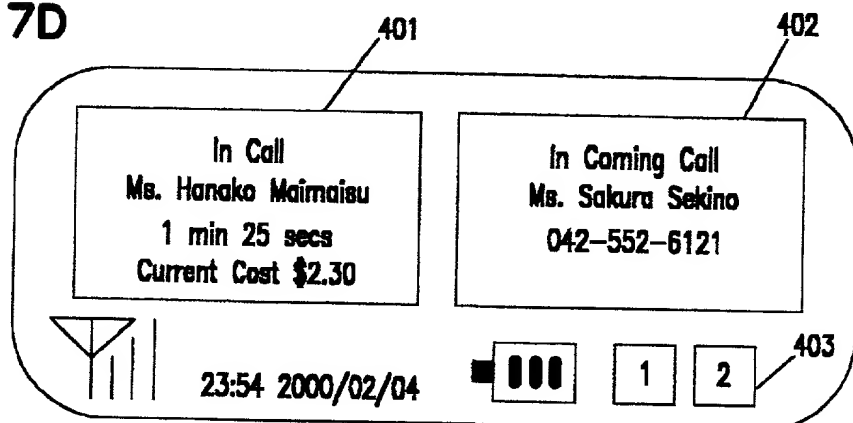 7D
401
402
In Call
Ms. Hanako Maimaisu
1 min 25 secs
Current Cost $2.30
In Coming Call
Ms. Sakura Sekino
042-552-6121
23:54 2000/02/04
1
2
403